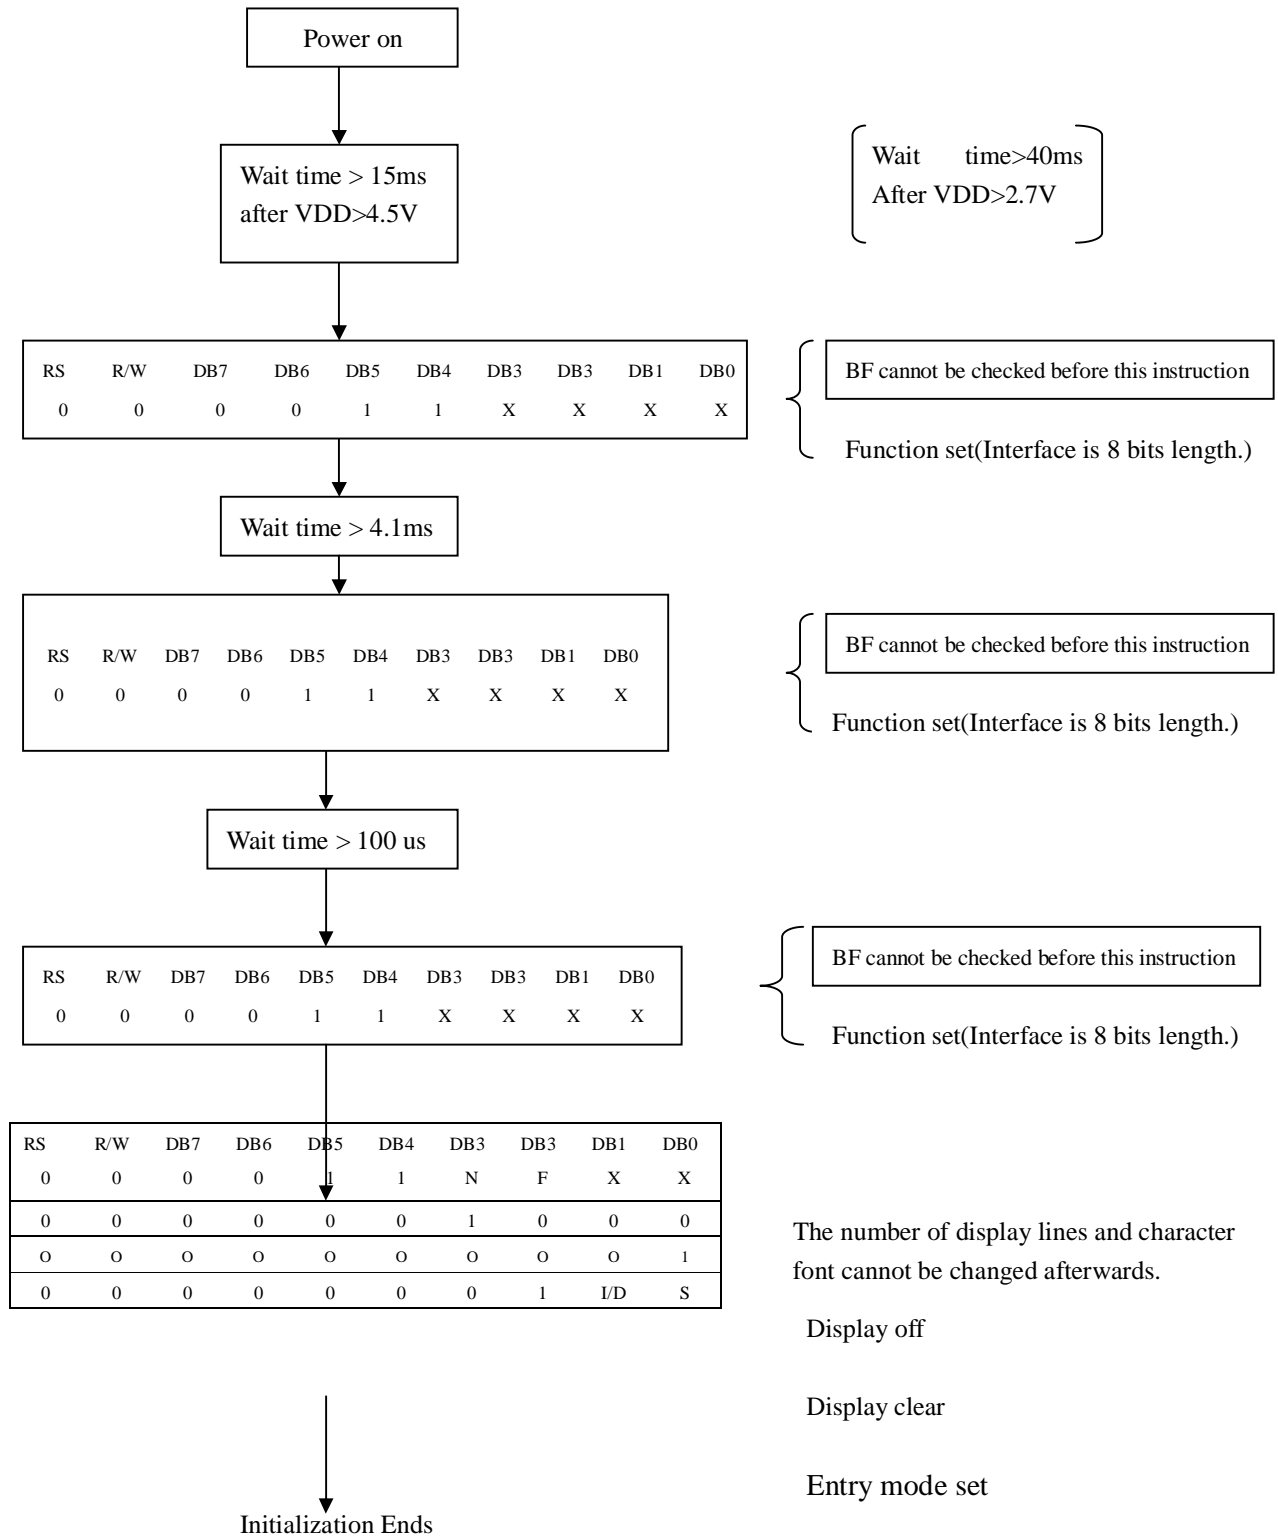 Power on
Wait time > 15ms
after VDD>4.5V
Wait time>40ms
After VDD>2.7V
RS R/W DB7 DB6 DB5 DB4 DB3 DB3 DB1 DB0
0 0 0 0 1 1 X X X X
BF cannot be checked before this instruction
Function set(Interface is 8 bits length.)
Wait time > 4.1ms
RS R/W DB7 DB6 DB5 DB4 DB3 DB3 DB1 DB0
0 0 0 0 1 1 X X X X
BF cannot be checked before this instruction
Function set(Interface is 8 bits length.)
Wait time > 100 us
RS R/W DB7 DB6 DB5 DB4 DB3 DB3 DB1 DB0
0 0 0 0 1 1 X X X X
BF cannot be checked before this instruction
Function set(Interface is 8 bits length.)
RS R/W DB7 DB6 DB5 DB4 DB3 DB3 DB1 DB0
0 0 0 0 1 1 N F X X
0 0 0 0 0 0 1 0 0 0
O O O O O O O O O 1
0 0 0 0 0 0 0 1 I/D S
The number of display lines and character
font cannot be changed afterwards.
Display off
Display clear
Entry mode set
Initialization Ends